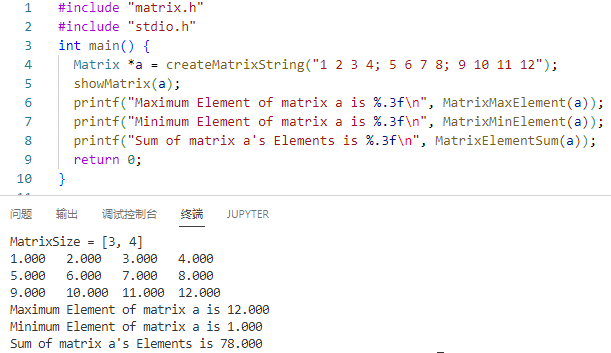 1 #include "matrix.h"
2 #include "stdio.h"
3 int main() {
4   Matrix *a = createMatrixString("1 2 3 4; 5 6 7 8; 9 10 11 12");
5   showMatrix(a);
6   printf("Maximum Element of matrix a is %.3f\n", MatrixMaxElement(a));
7   printf("Minimum Element of matrix a is %.3f\n", MatrixMinElement(a));
8   printf("Sum of matrix a's Elements is %.3f\n", MatrixElementSum(a));
9   return 0;
10 }
问题 输出 调试控制台 终端 JUPYTER
MatrixSize = [3, 4]
1.000 2.000 3.000 4.000
5.000 6.000 7.000 8.000
9.000 10.000 11.000 12.000
Maximum Element of matrix a is 12.000
Minimum Element of matrix a is 1.000
Sum of matrix a's Elements is 78.000